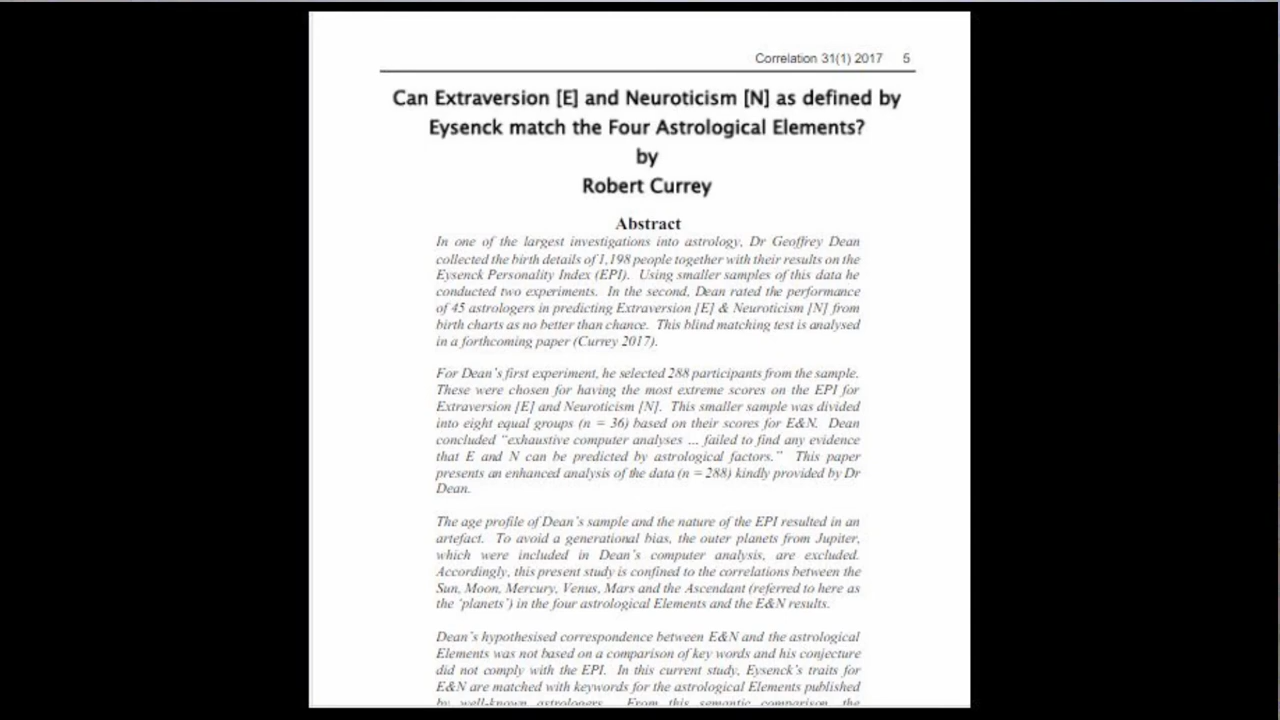 Correlation 31(1) 2017 5
Can Extraversion [E] and Neuroticism [N] as defined by
Eysenck match the Four Astrological Elements?
by
Robert Currey
Abstract
In one of the largest investigations into astrology, Dr Geoffrey Dean
collected the birth details of 1,198 people together with their results on the
Eysenck Personality Index (EPI). Using smaller samples of this data he
conducted two experiments. In the second, Dean rated the performance
of 45 astrologers in predicting Extraversion [E] & Neuroticism [N] from
birth charts as no better than chance. This blind matching test is analysed
in a forthcoming paper (Currey 2017).
For Dean's first experiment, he selected 288 participants from the sample.
These were chosen for having the most extreme scores on the EPI for
Extraversion [E] and Neuroticism [N]. This smaller sample was divided
into eight equal groups (n = 36) based on their scores for E&N. Dean
concluded "exhaustive computer analyses ... failed to find any evidence
that E and N can be predicted by astrological factors." This paper
presents an enhanced analysis of the data (n = 288) kindly provided by Dr
Dean.
The age profile of Dean's sample and the nature of the EPI resulted in an
artefact. To avoid a generational bias, the outer planets from Jupiter,
which were included in Dean's computer analysis, are excluded.
Accordingly, this present study is confined to the correlations between the
Sun, Moon, Mercury, Venus, Mars and the Ascendant (referred to here as
the 'planets') in the four astrological Elements and the E&N results.
Dean's hypothesised correspondence between E&N and the astrological
Elements was not based on a comparison of key words and his conjecture
did not comply with the EPI. In this current study, Eysenck's traits for
E&N are matched with keywords for the astrological Elements published
by well-known astrologers. From this semantic comparison, the